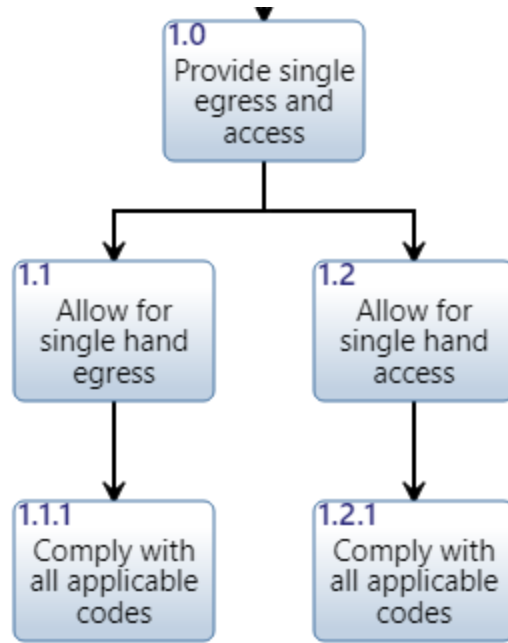 1.0
Provide single
egress and
access
1.1
Allow for
single hand
egress
1.2
Allow for
single hand
access
1.1.1
Comply with
all applicable
codes
1.2.1
Comply with
all applicable
codes